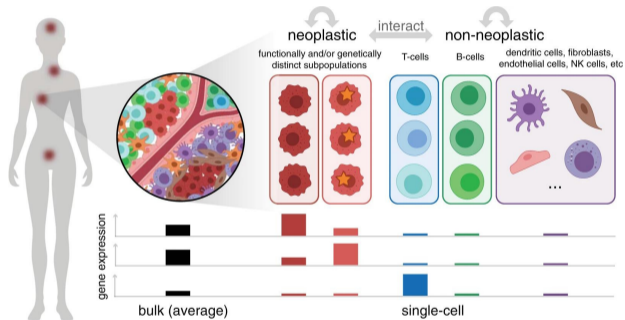 neoplastic
interact
non-neoplastic
functionally and/or genetically
distinct subpopulations
T-cells
B-cells
dendritic cells, fibroblasts,
endothelial cells, NK cells, etc
...
gene expression
bulk (average)
single-cell